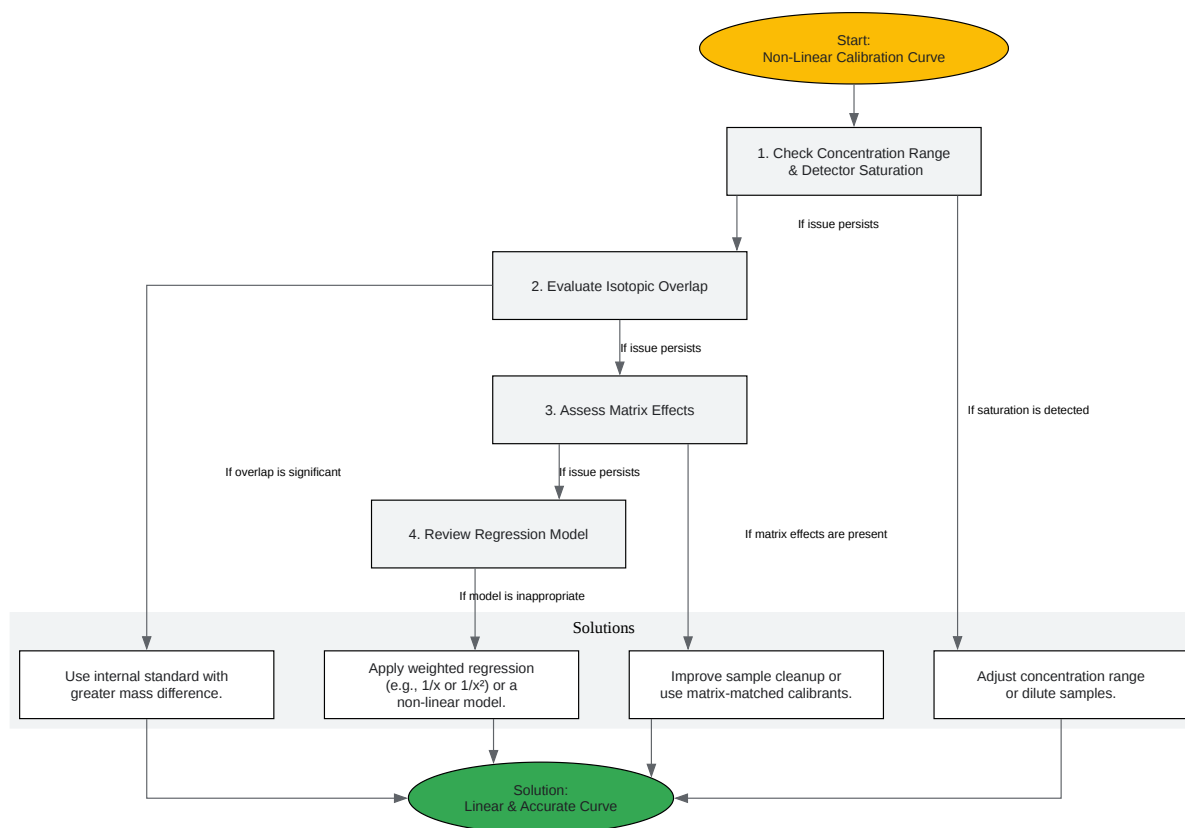 Start:
Non-Linear Calibration Curve
1. Check Concentration Range
& Detector Saturation
If issue persists
2. Evaluate Isotopic Overlap
If issue persists
3. Assess Matrix Effects
If saturation is detected
If overlap is significant
If issue persists
4. Review Regression Model
If matrix effects are present
If model is inappropriate
Solutions
Use internal standard with
greater mass difference.
Apply weighted regression
(e.g., 1/x or 1/x²) or a
non-linear model.
Improve sample cleanup or
use matrix-matched calibrants.
Adjust concentration range
or dilute samples.
Solution:
Linear & Accurate Curve